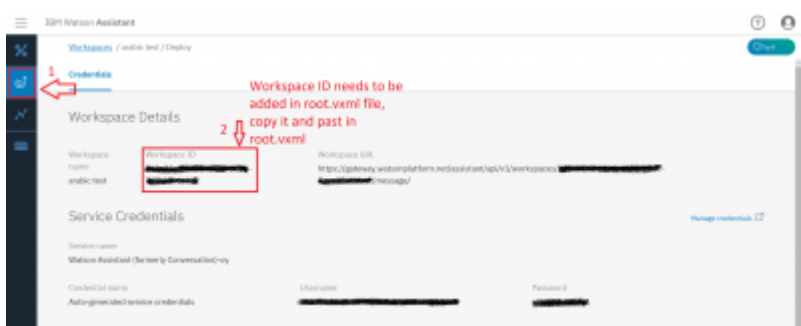 IBM Watson Assistant
Workspaces / arabic test / Deploy
1
Credentials
Workspace ID needs to be
added in root.vxml file,
copy it and past in
root.vxml
2
Workspace Details
Workspace
name
Workspace ID
Workspace URL
arabic test
https://gateway.watsonplatform.net/assistant/api/v1/workspaces/
/message/
Service Credentials
Manage credentials
Service name
Watson Assistant (formerly Conversation)-oy
Credential name
Username
Password
Auto-generated service credentials